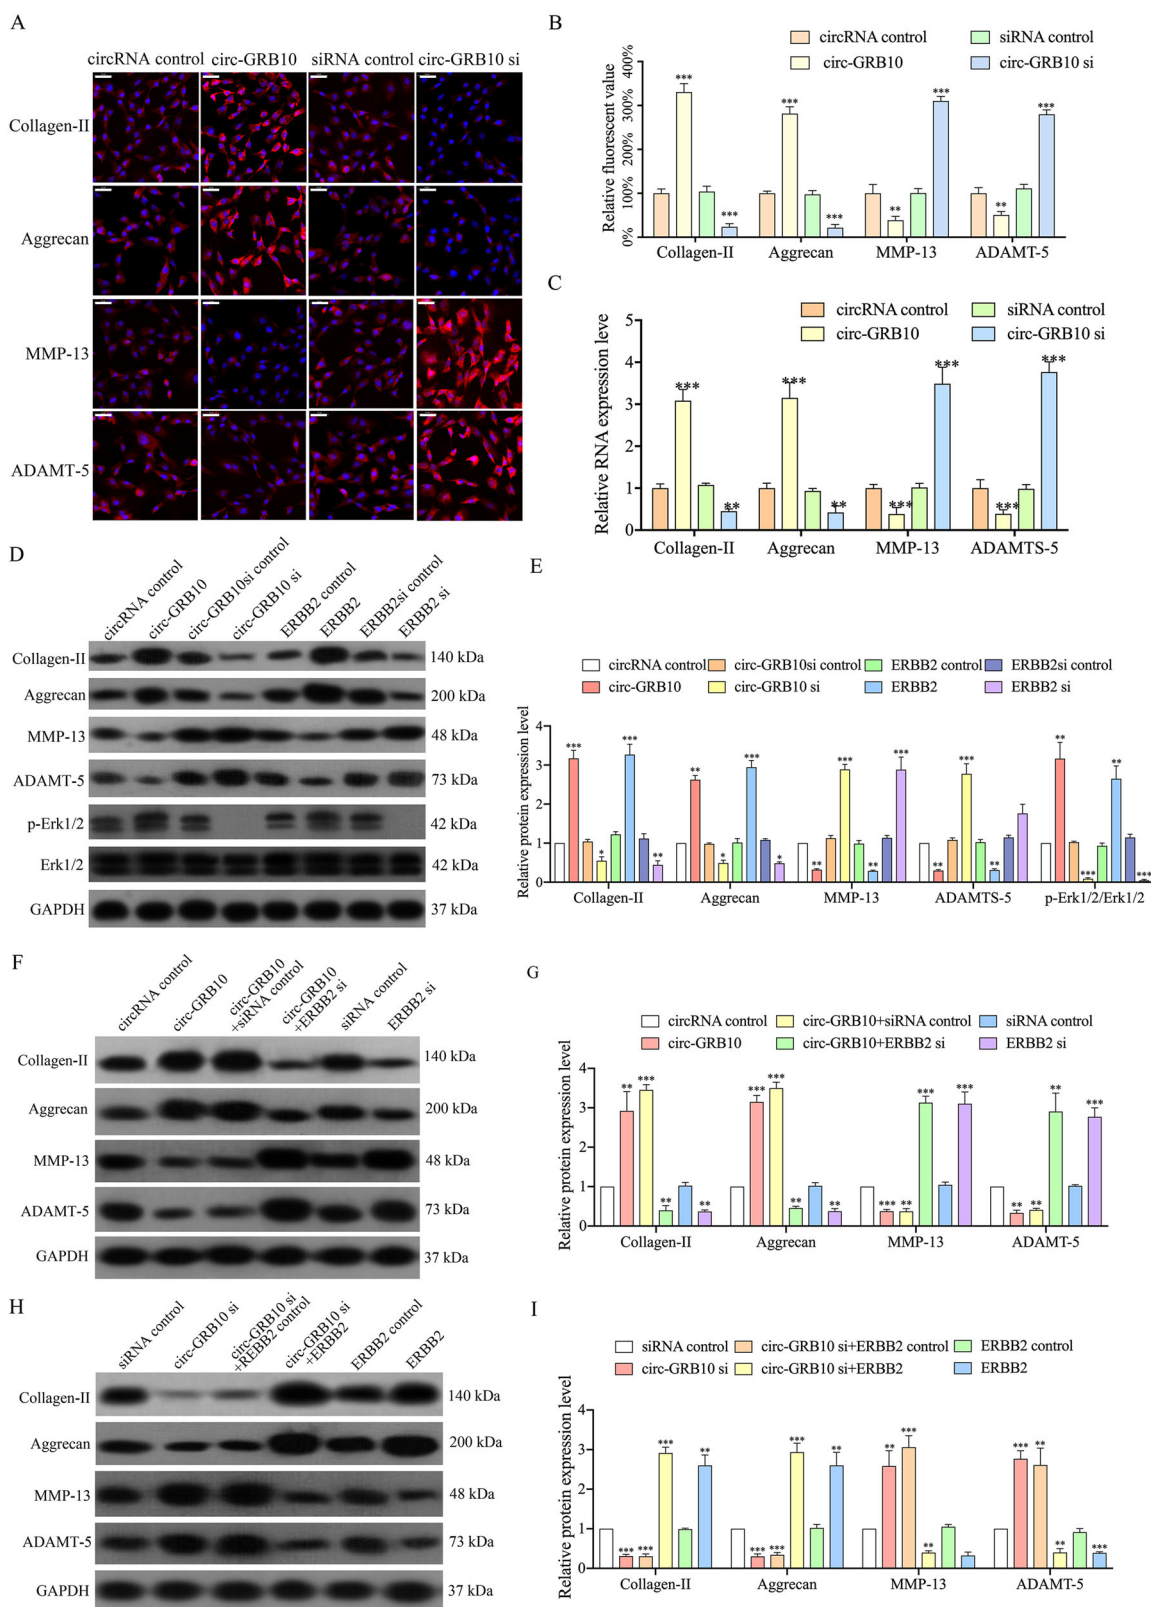 A
circRNA control circ-GRB10 siRNA control circ-GRB10 si
Collagen-II
Aggrecan
MMP-13
ADAMT-5
B
circRNA control siRNA control
circ-GRB10 circ-GRB10 si
Relative fluorescent value
400%
300%
200%
100%
0%
*** *** *** ***
*** *** ** **
Collagen-II Aggrecan MMP-13 ADAMT-5
C
circRNA control siRNA control
circ-GRB10 circ-GRB10 si
Relative RNA expression leve
5
4
3
2
1
0
*** *** *** ***
** ** *** ***
Collagen-II Aggrecan MMP-13 ADAMTS-5
D
circRNA control
circ-GRB10
circ-GRB10si control
circ-GRB10 si
ERBB2 control
ERBB2
ERBB2si control
ERBB2 si
Collagen-II 140 kDa
Aggrecan 200 kDa
MMP-13 48 kDa
ADAMT-5 73 kDa
p-Erk1/2 42 kDa
Erk1/2 42 kDa
GAPDH 37 kDa
E
circRNA control circ-GRB10si control ERBB2 control ERBB2si control
circ-GRB10 circ-GRB10 si ERBB2 ERBB2 si
Relative protein expression level
4
3
2
1
0
*** * *** **
** * *** *
** *** ** ***
** *** **
** *** ** ***
Collagen-II Aggrecan MMP-13 ADAMTS-5 p-Erk1/2/Erk1/2
F
circRNA control
circ-GRB10
circ-GRB10
+siRNA control
circ-GRB10
+ERBB2 si
siRNA control
ERBB2 si
Collagen-II 140 kDa
Aggrecan 200 kDa
MMP-13 48 kDa
ADAMT-5 73 kDa
GAPDH 37 kDa
G
circRNA control circ-GRB10+siRNA control siRNA control
circ-GRB10 circ-GRB10+ERBB2 si ERBB2 si
Relative protein expression level
4
3
2
1
0
** *** ** **
*** *** ** **
*** ** *** ***
** ** ** ***
Collagen-II Aggrecan MMP-13 ADAMT-5
H
siRNA control
circ-GRB10 si
circ-GRB10 si
+REBB2 control
circ-GRB10 si
+ERBB2
ERBB2 control
ERBB2
Collagen-II 140 kDa
Aggrecan 200 kDa
MMP-13 48 kDa
ADAMT-5 73 kDa
GAPDH 37 kDa
I
siRNA control circ-GRB10 si+ERBB2 control ERBB2 control
circ-GRB10 si circ-GRB10 si+ERBB2 ERBB2
Relative protein expression level
4
3
2
1
0
*** *** *** **
*** *** *** **
** *** **
*** ** ** ***
Collagen-II Aggrecan MMP-13 ADAMT-5